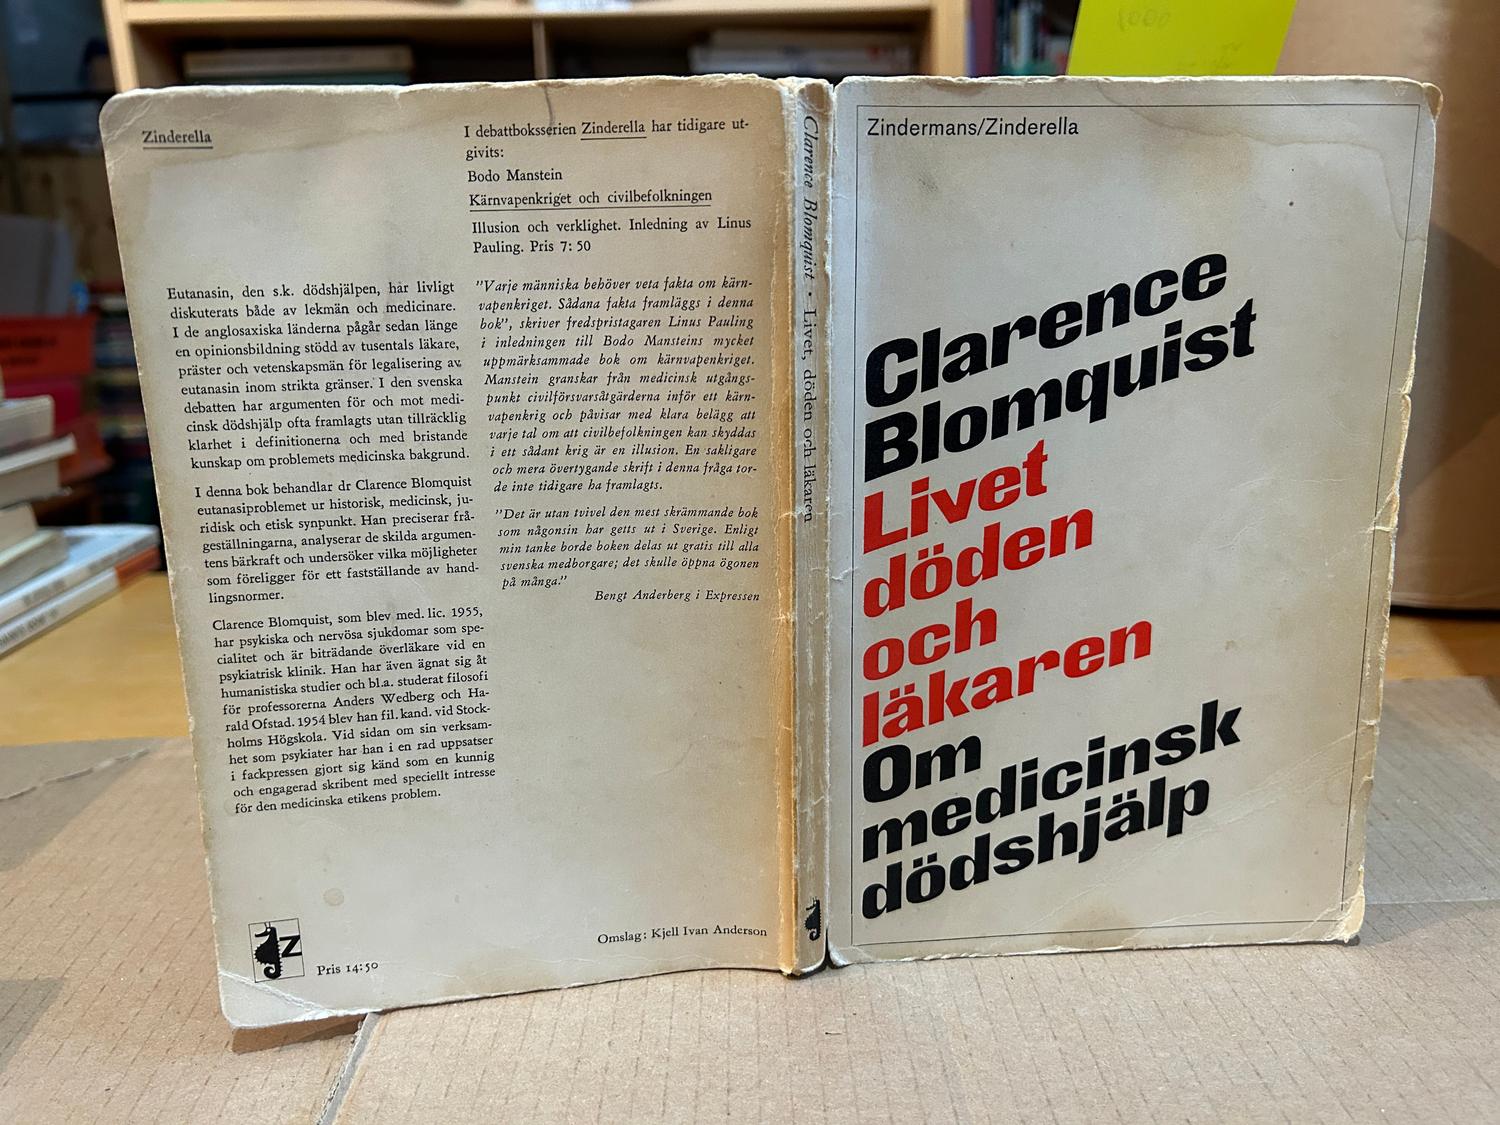 Zinderella
Eutanasin, den s.k. dödshjälpen, har livligt
diskuterats både av lekmän och medicinare.
I de anglosaxiska länderna pågår sedan länge
en opinionsbildning stödd av tusentals läkare,
präster och vetenskapsmän för legalisering av
eutanasin inom strikta gränser. I den svenska
debatten har argumenten för och mot medi-
cinsk dödshjälp ofta framlagts utan tillräcklig
klarhet i definitionerna och med bristande
kunskap om problemets medicinska bakgrund.
I denna bok behandlar dr Clarence Blomquist
eutanasiproblemet ur historisk, medicinsk, ju-
ridisk och etisk synpunkt. Han preciserar frå-
geställningarna, analyserar de skilda argumen-
tens bärkraft och undersöker vilka möjligheter
som föreligger för ett fastställande av hand-
lingsnormer.
Clarence Blomquist, som blev med. lic. 1955,
har psykiska och nervösa sjukdomar som spe-
cialitet och är biträdande överläkare vid en
psykiatrisk klinik. Han har även ägnat sig åt
humanistiska studier och bl.a. studerat filosofi
för professorerna Anders Wedberg och Ha-
rald Ofstad. 1954 blev han fil. kand. vid Stock-
holms Högskola. Vid sidan om sin verksam-
het som psykiater har han i en rad uppsatser
i fackpressen gjort sig känd som en kunnig
och engagerad skribent med speciellt intresse
för den medicinska etikens problem.
Z
Pris 14:50
I debattboksserien Zinderella har tidigare ut-
givits:
Bodo Manstein
Kärnvapenkriget och civilbefolkningen
Illusion och verklighet. Inledning av Linus
Pauling. Pris 7:50
"Varje människa behöver veta fakta om kärn-
vapenkriget. Sådana fakta framläggs i denna
bok", skriver fredspristagaren Linus Pauling
i inledningen till Bodo Mansteins mycket
uppmärksammade bok om kärnvapenkriget.
Manstein granskar från medicinsk utgångs-
punkt civilförsvarsåtgärderna inför ett kärn-
vapenkrig och påvisar med klara belägg att
varje tal om att civilbefolkningen kan skyddas
i ett sådant krig är en illusion. En sakligare
och mera övertygande skrift i denna fråga tor-
de inte tidigare ha framlagts.
"Det är utan tvivel den mest skrämmande bok
som någonsin har getts ut i Sverige. Enligt
min tanke borde boken delas ut gratis till alla
svenska medborgare; det skulle öppna ögonen
på många."
Bengt Anderberg i Expressen
Omslag: Kjell Ivan Anderson
Clarence Blomquist • Livet, döden och läkaren
Zindermans/Zinderella
Clarence
Blomquist
Livet
döden
och
läkaren
Om
medicinsk
dödshjälp
1000